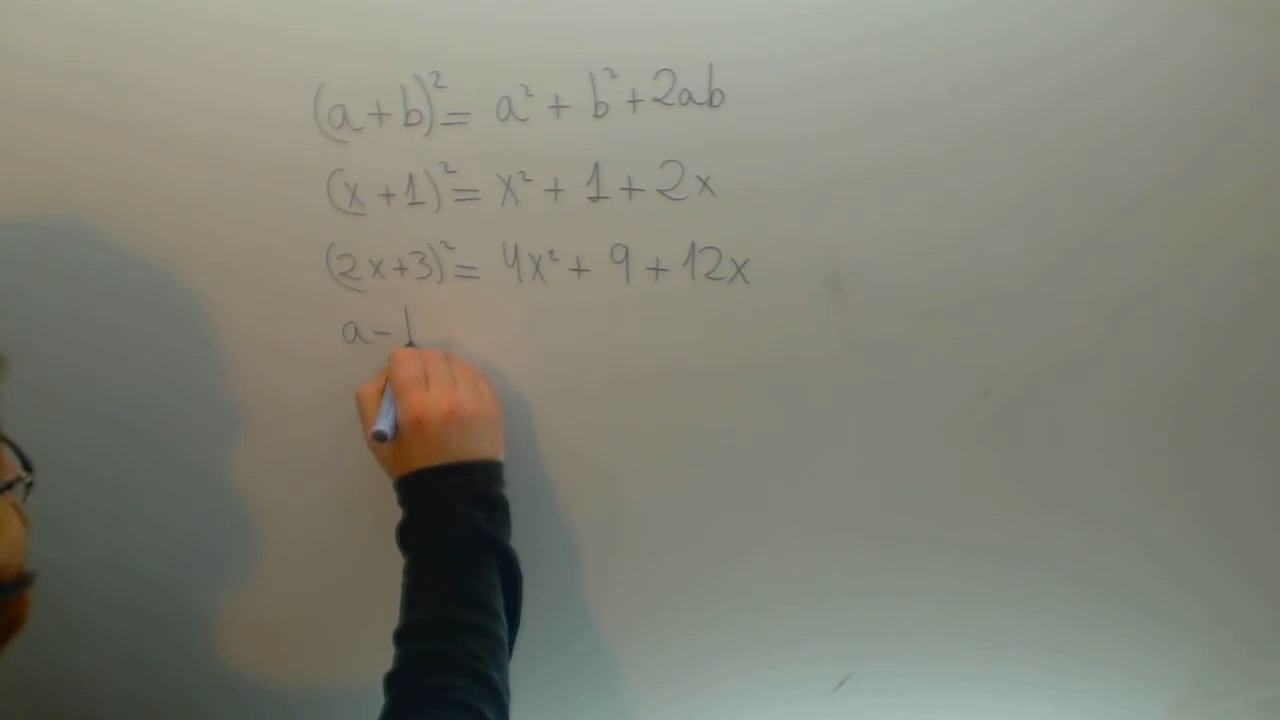 (a+b)² = a² + b² + 2ab
(x+1)² = x² + 1 + 2x
(2x+3)² = 4x² + 9 + 12x
a -